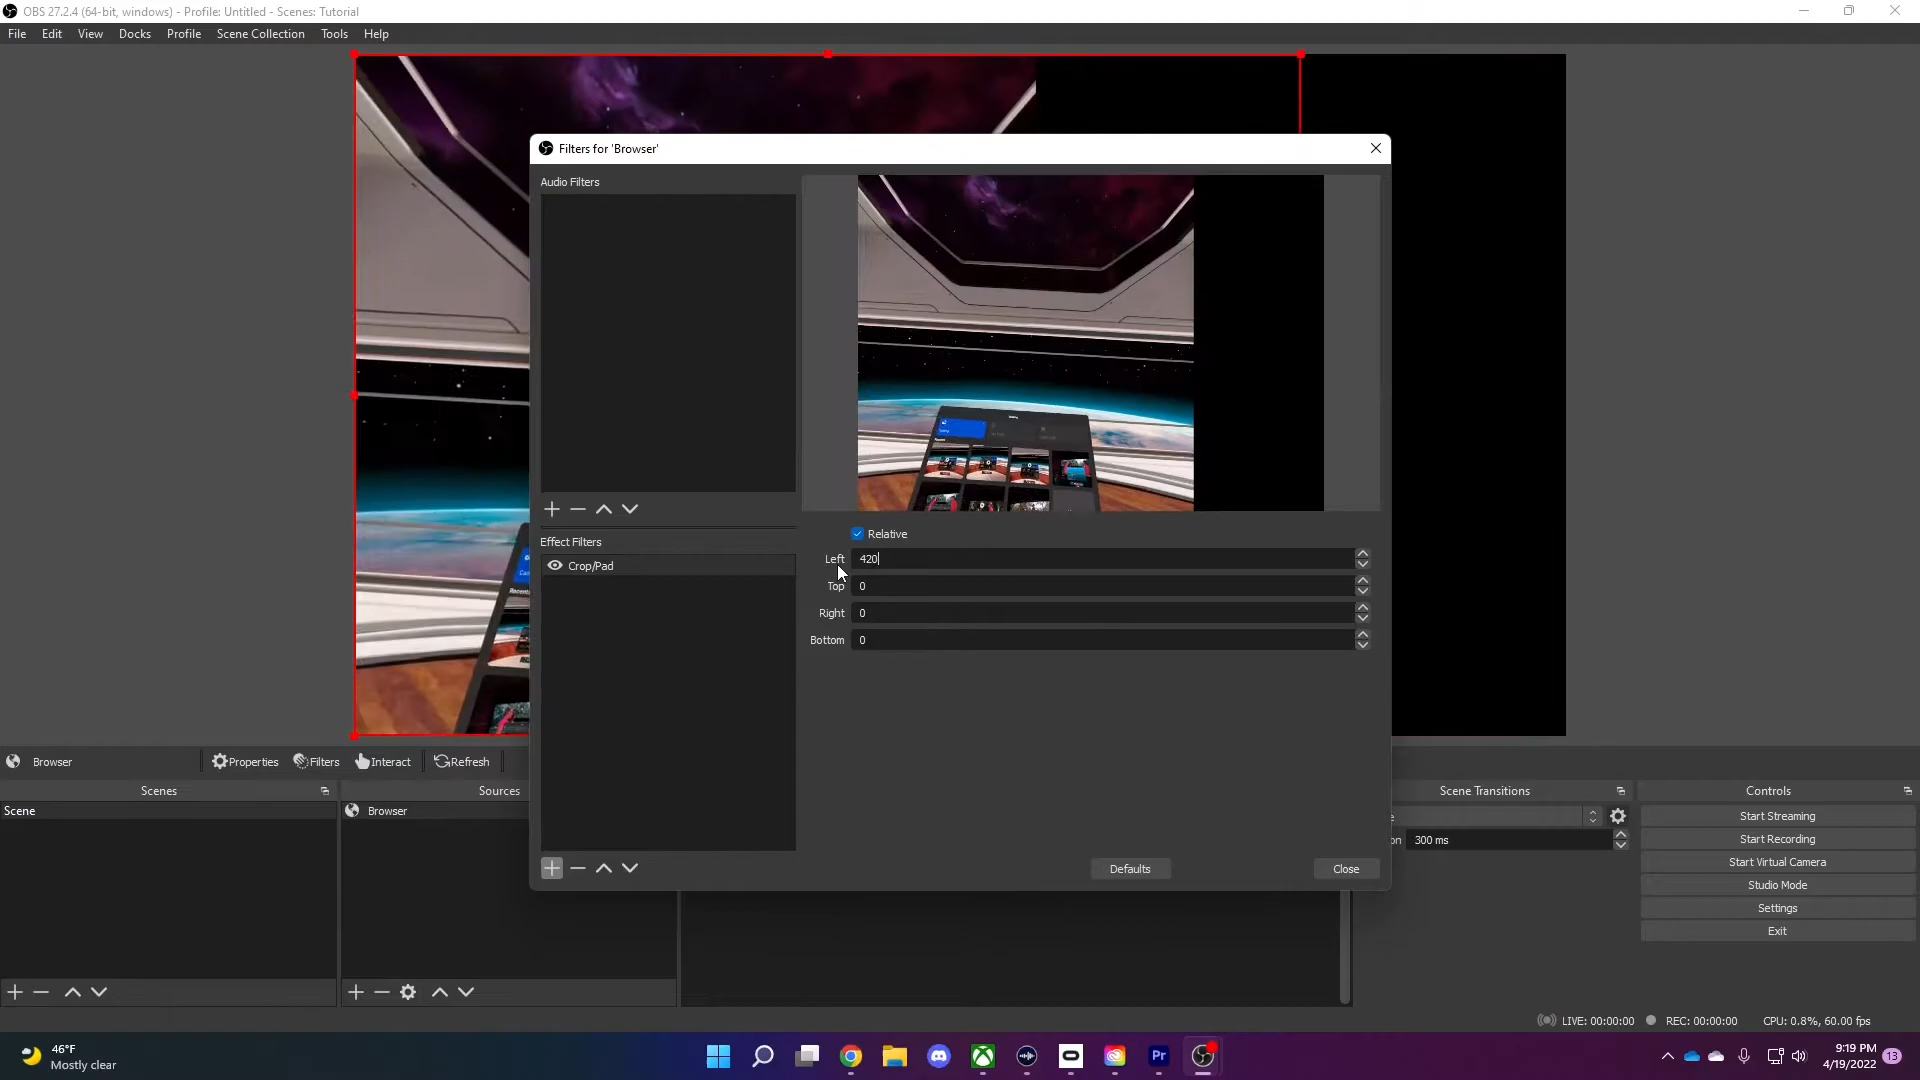 OBS 27.2.4 (64-bit, windows) - Profile: Untitled - Scenes: Tutorial
File Edit View Docks Profile Scene Collection Tools Help
Filters for 'Browser'
Audio Filters
Relative
Left 420
Top 0
Right 0
Bottom 0
Effect Filters
Crop/Pad
Defaults Close
Browser Properties Filters Interact Refresh
Scenes Sources Scene Transitions Controls
Scene
Browser
300 ms
Start Streaming
Start Recording
Start Virtual Camera
Studio Mode
Settings
Exit
LIVE: 00:00:00 REC: 00:00:00 CPU: 0.8%, 60.00 fps
46°F
Mostly clear
Pr
9:19 PM
4/19/2022
13